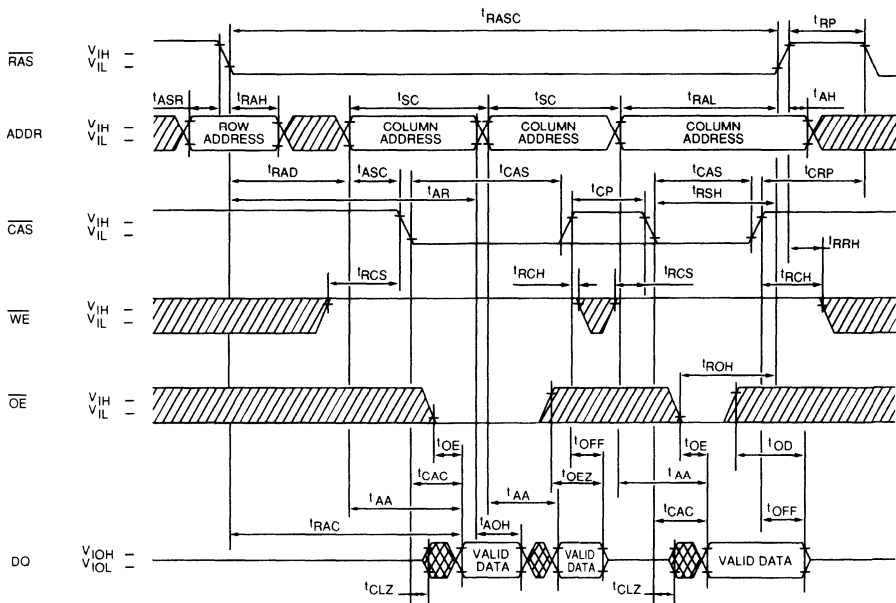 tRASC tRP
RAS VIH
VIL
tASR tRAH tSC tSC tRAL tAH
ADDR VIH
VIL
ROW ADDRESS COLUMN ADDRESS COLUMN ADDRESS COLUMN ADDRESS
tRAD tASC tCAS tCAS tCRP
tAR tCP tRSH
CAS VIH
VIL
tRRH
tRCS tRCH tRCS tRCH
WE VIH
VIL
tROH
OE VIH
VIL
tOE tOFF tOE tOD
tCAC tOEZ
tAA tAA tAA
tCAC tOFF
tRAC tAOH
DQ VIOH
VIOL
VALID DATA VALID DATA VALID DATA
tCLZ tCLZ